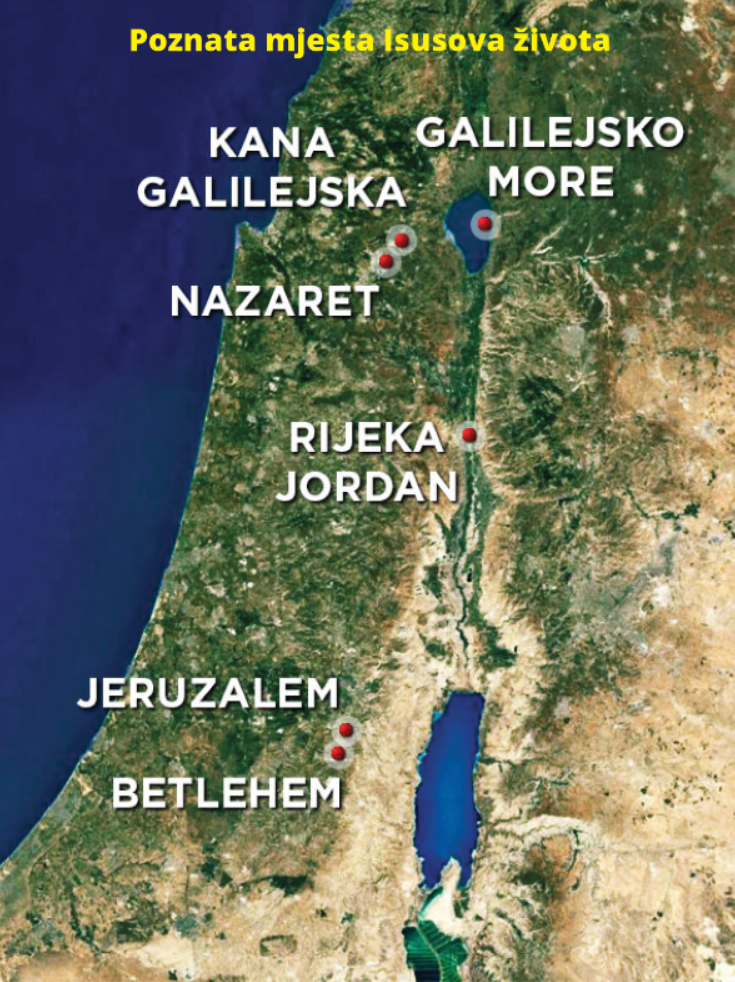 Poznata mjesta Isusova života
KANA
GALILEJSKA
GALILEJSKO
MORE
NAZARET
RIJEKA
JORDAN
JERUZALEM
BETLEHEM